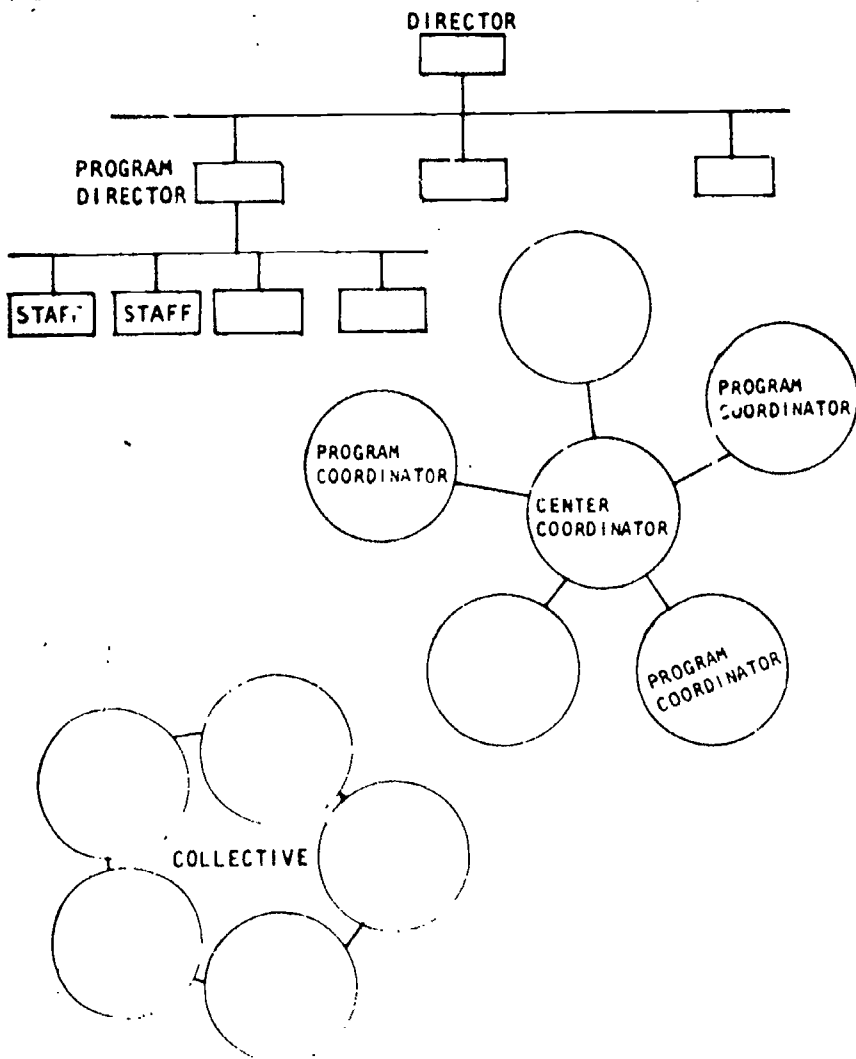 DIRECTOR
PROGRAM
DIRECTOR
STAFF
STAFF
PROGRAM
COORDINATOR
PROGRAM
COORDINATOR
CENTER
COORDINATOR
PROGRAM
COORDINATOR
COLLECTIVE